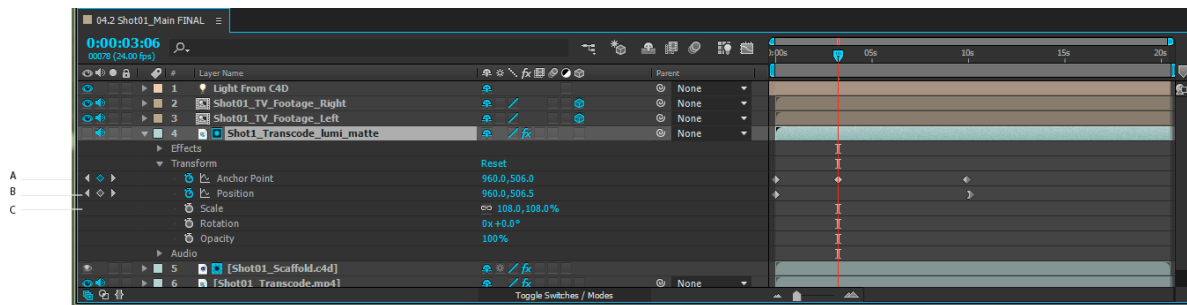 04.2 Shot01_Main FINAL
0:00:03:06
00078 (24.00 fps)
# Layer Name Parent
):00s 05s 10s 15s 20s
1 Light From C4D None
2 Shot01_TV_Footage_Right None
3 Shot01_TV_Footage_Left None
4 Shot1_Transcode_lumi_matte fx None
Effects
Transform Reset
A Anchor Point 960.0,506.0
B Position 960.0,506.5
C Scale 108.0,108.0%
Rotation 0x+0.0°
Opacity 100%
Audio
5 [Shot01_Scaffold.c4d] fx
6 [Shot01_Transcode.mp4] fx None
Toggle Switches / Modes